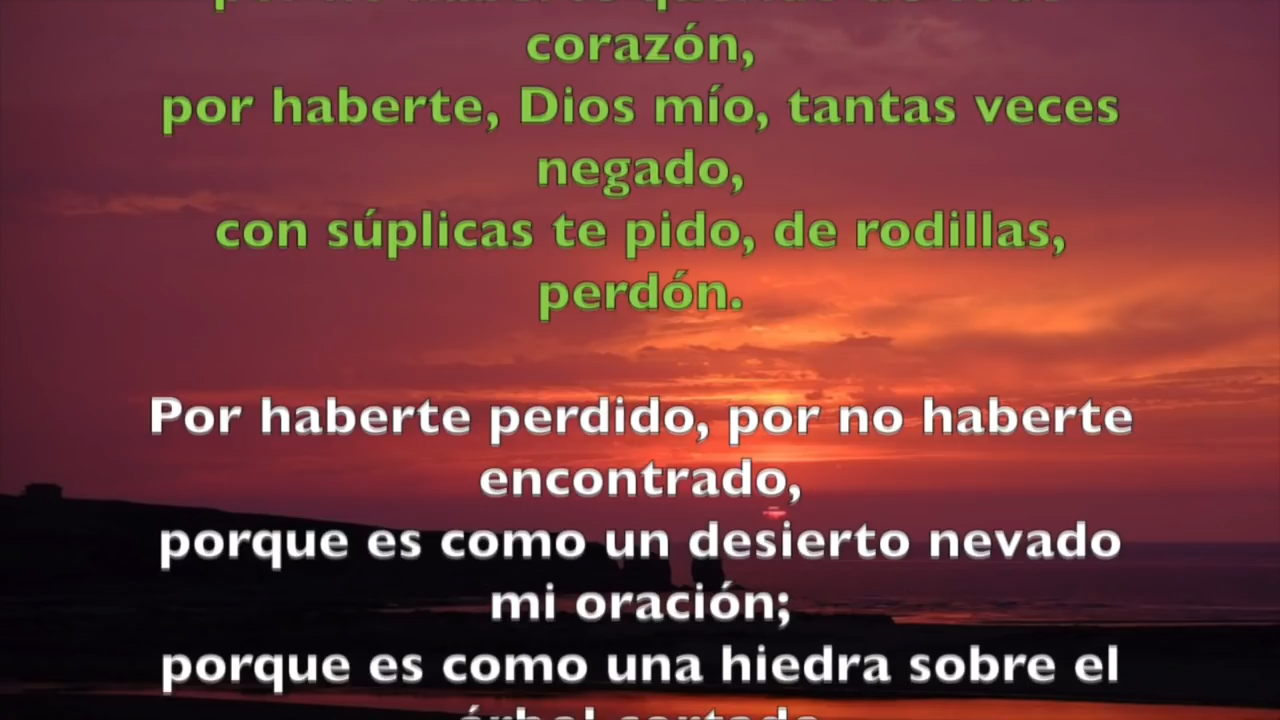 corazón,
por haberte, Dios mío, tantas veces
negado,
con súplicas te pido, de rodillas,
perdón.
Por haberte perdido, por no haberte
encontrado,
porque es como un desierto nevado
mi oración;
porque es como una hiedra sobre el